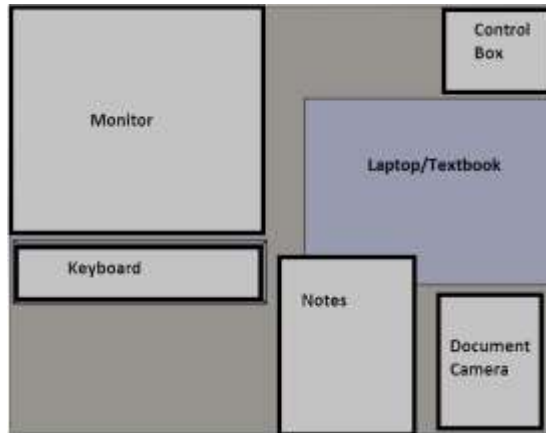 Control
Box
Monitor
Laptop/Textbook
Keyboard
Notes
Document
Camera